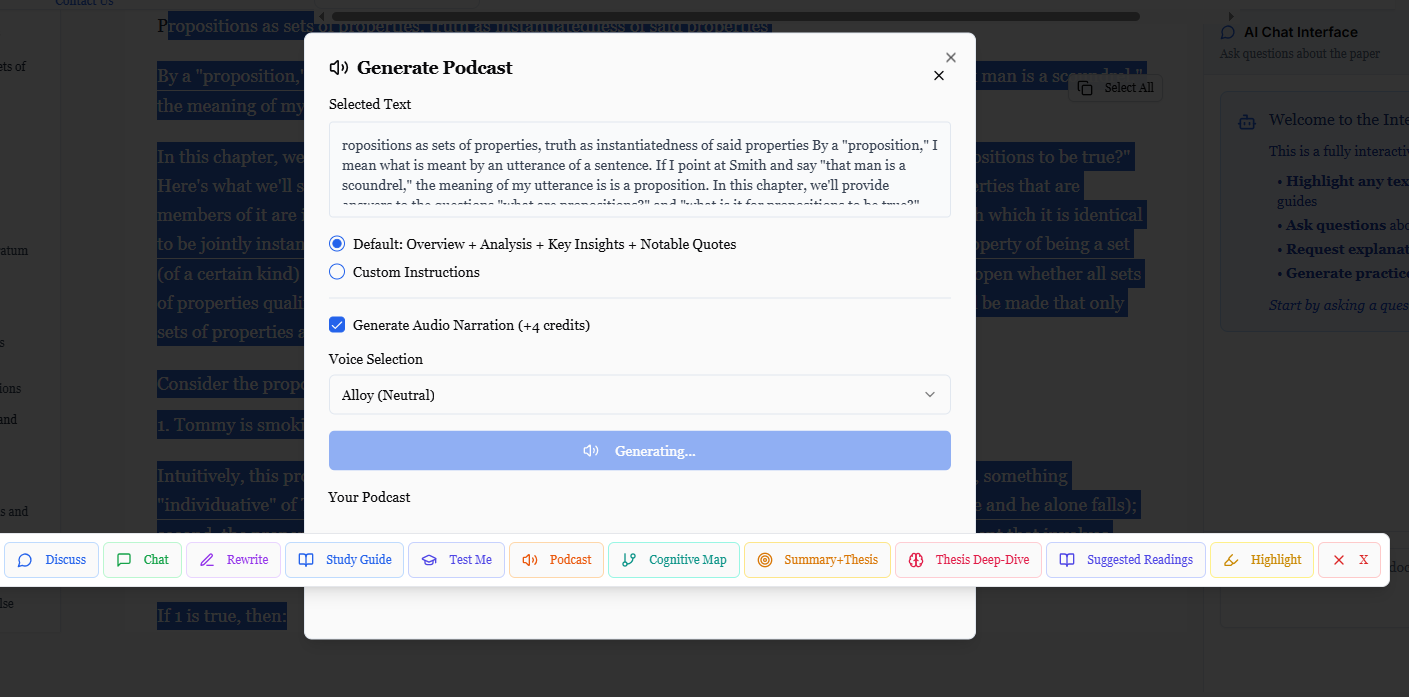 Contact Us
Propositions as sets of properties, truth as instantiatedness of said properties
ets of
By a "proposition,"
man is a scoundrel,"
the meaning of my
In this chapter, we
ositions to be true?"
Here's what we'll s
rties that are
members of it are i
h which it is identical
to be jointly instan
operty of being a set
(of a certain kind)
open whether all sets
of properties quali
be made that only
sets of properties a
Consider the propo
1. Tommy is smoki
Intuitively, this pro
, something
"individuative" of T
e and he alone falls);
If 1 is true, then:
atum
s
ions
and
s and
lse
Select All
AI Chat Interface
Ask questions about the paper
Welcome to the Inte
This is a fully interactiv
• Highlight any tex
guides
• Ask questions abo
• Request explanat
• Generate practice
Start by asking a ques
doc
Generate Podcast
Selected Text
ropositions as sets of properties, truth as instantiatedness of said properties By a "proposition," I
mean what is meant by an utterance of a sentence. If I point at Smith and say "that man is a
scoundrel," the meaning of my utterance is is a proposition. In this chapter, we'll provide
answers to the questions "what are propositions?" and "what is it for propositions to be true?"
Default: Overview + Analysis + Key Insights + Notable Quotes
Custom Instructions
Generate Audio Narration (+4 credits)
Voice Selection
Alloy (Neutral)
Generating...
Your Podcast
Discuss
Chat
Rewrite
Study Guide
Test Me
Podcast
Cognitive Map
Summary+Thesis
Thesis Deep-Dive
Suggested Readings
Highlight
X